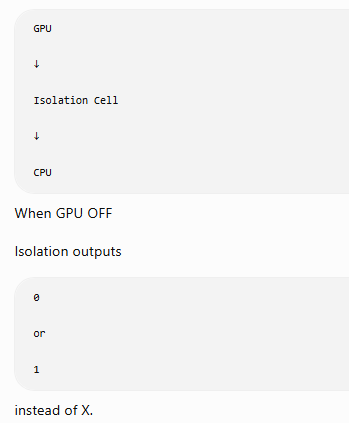 GPU
↓
Isolation Cell
↓
CPU
When GPU OFF
Isolation outputs
0
or
1
instead of X.